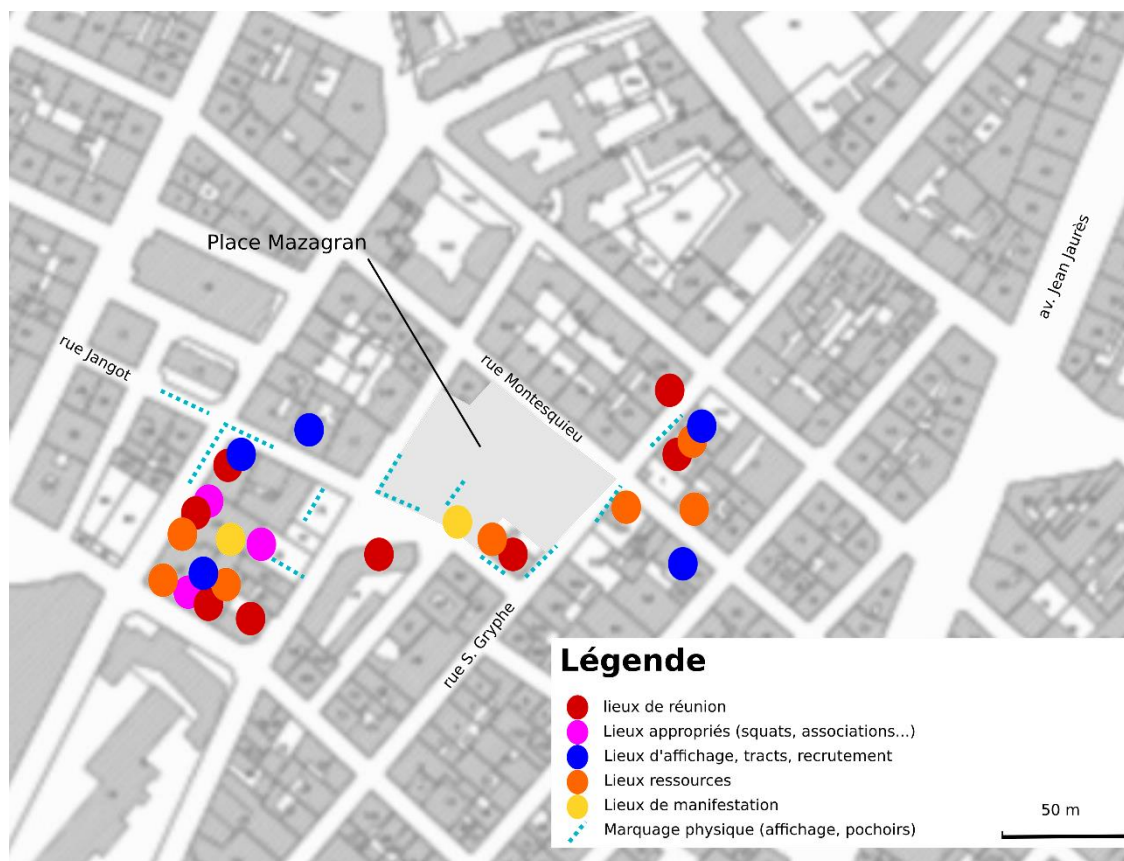 Place Mazagran
av. Jean Jaurès
rue Jangot
rue Montesquieu
rue S. Gryphe
Légende
lieux de réunion
Lieux appropriés (squats, associations...)
Lieux d'affichage, tracts, recrutement
Lieux ressources
Lieux de manifestation
Marquage physique (affichage, pochoirs)
50 m